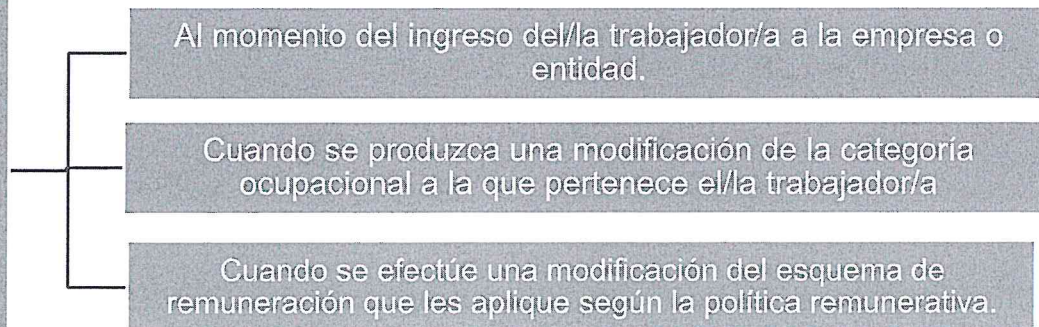 Al momento del ingreso del/la trabajador/a a la empresa o
entidad.
Cuando se produzca una modificación de la categoría
ocupacional a la que pertenece el/la trabajador/a
Cuando se efectúe una modificación del esquema de
remuneración que les aplique según la política remunerativa.